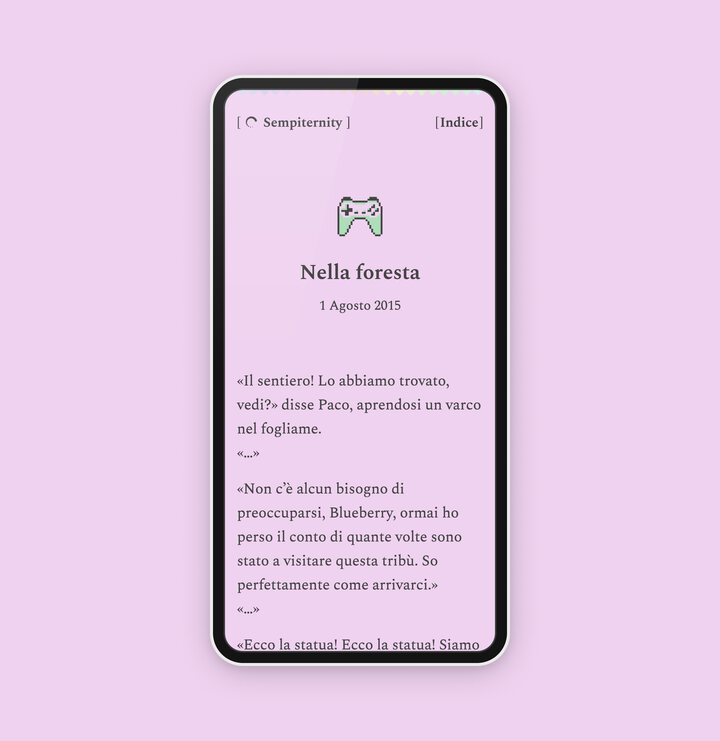 [ Sempiternity ]
[Indice]
Nella foresta
1 Agosto 2015
«Il sentiero! Lo abbiamo trovato,
vedi?» disse Paco, aprendosi un varco
nel fogliame.
«…»
«Non c’è alcun bisogno di
preoccuparsi, Blueberry, ormai ho
perso il conto di quante volte sono
stato a visitare questa tribù. So
perfettamente come arrivarci.»
«…»
«Ecco la statua! Ecco la statua! Siamo